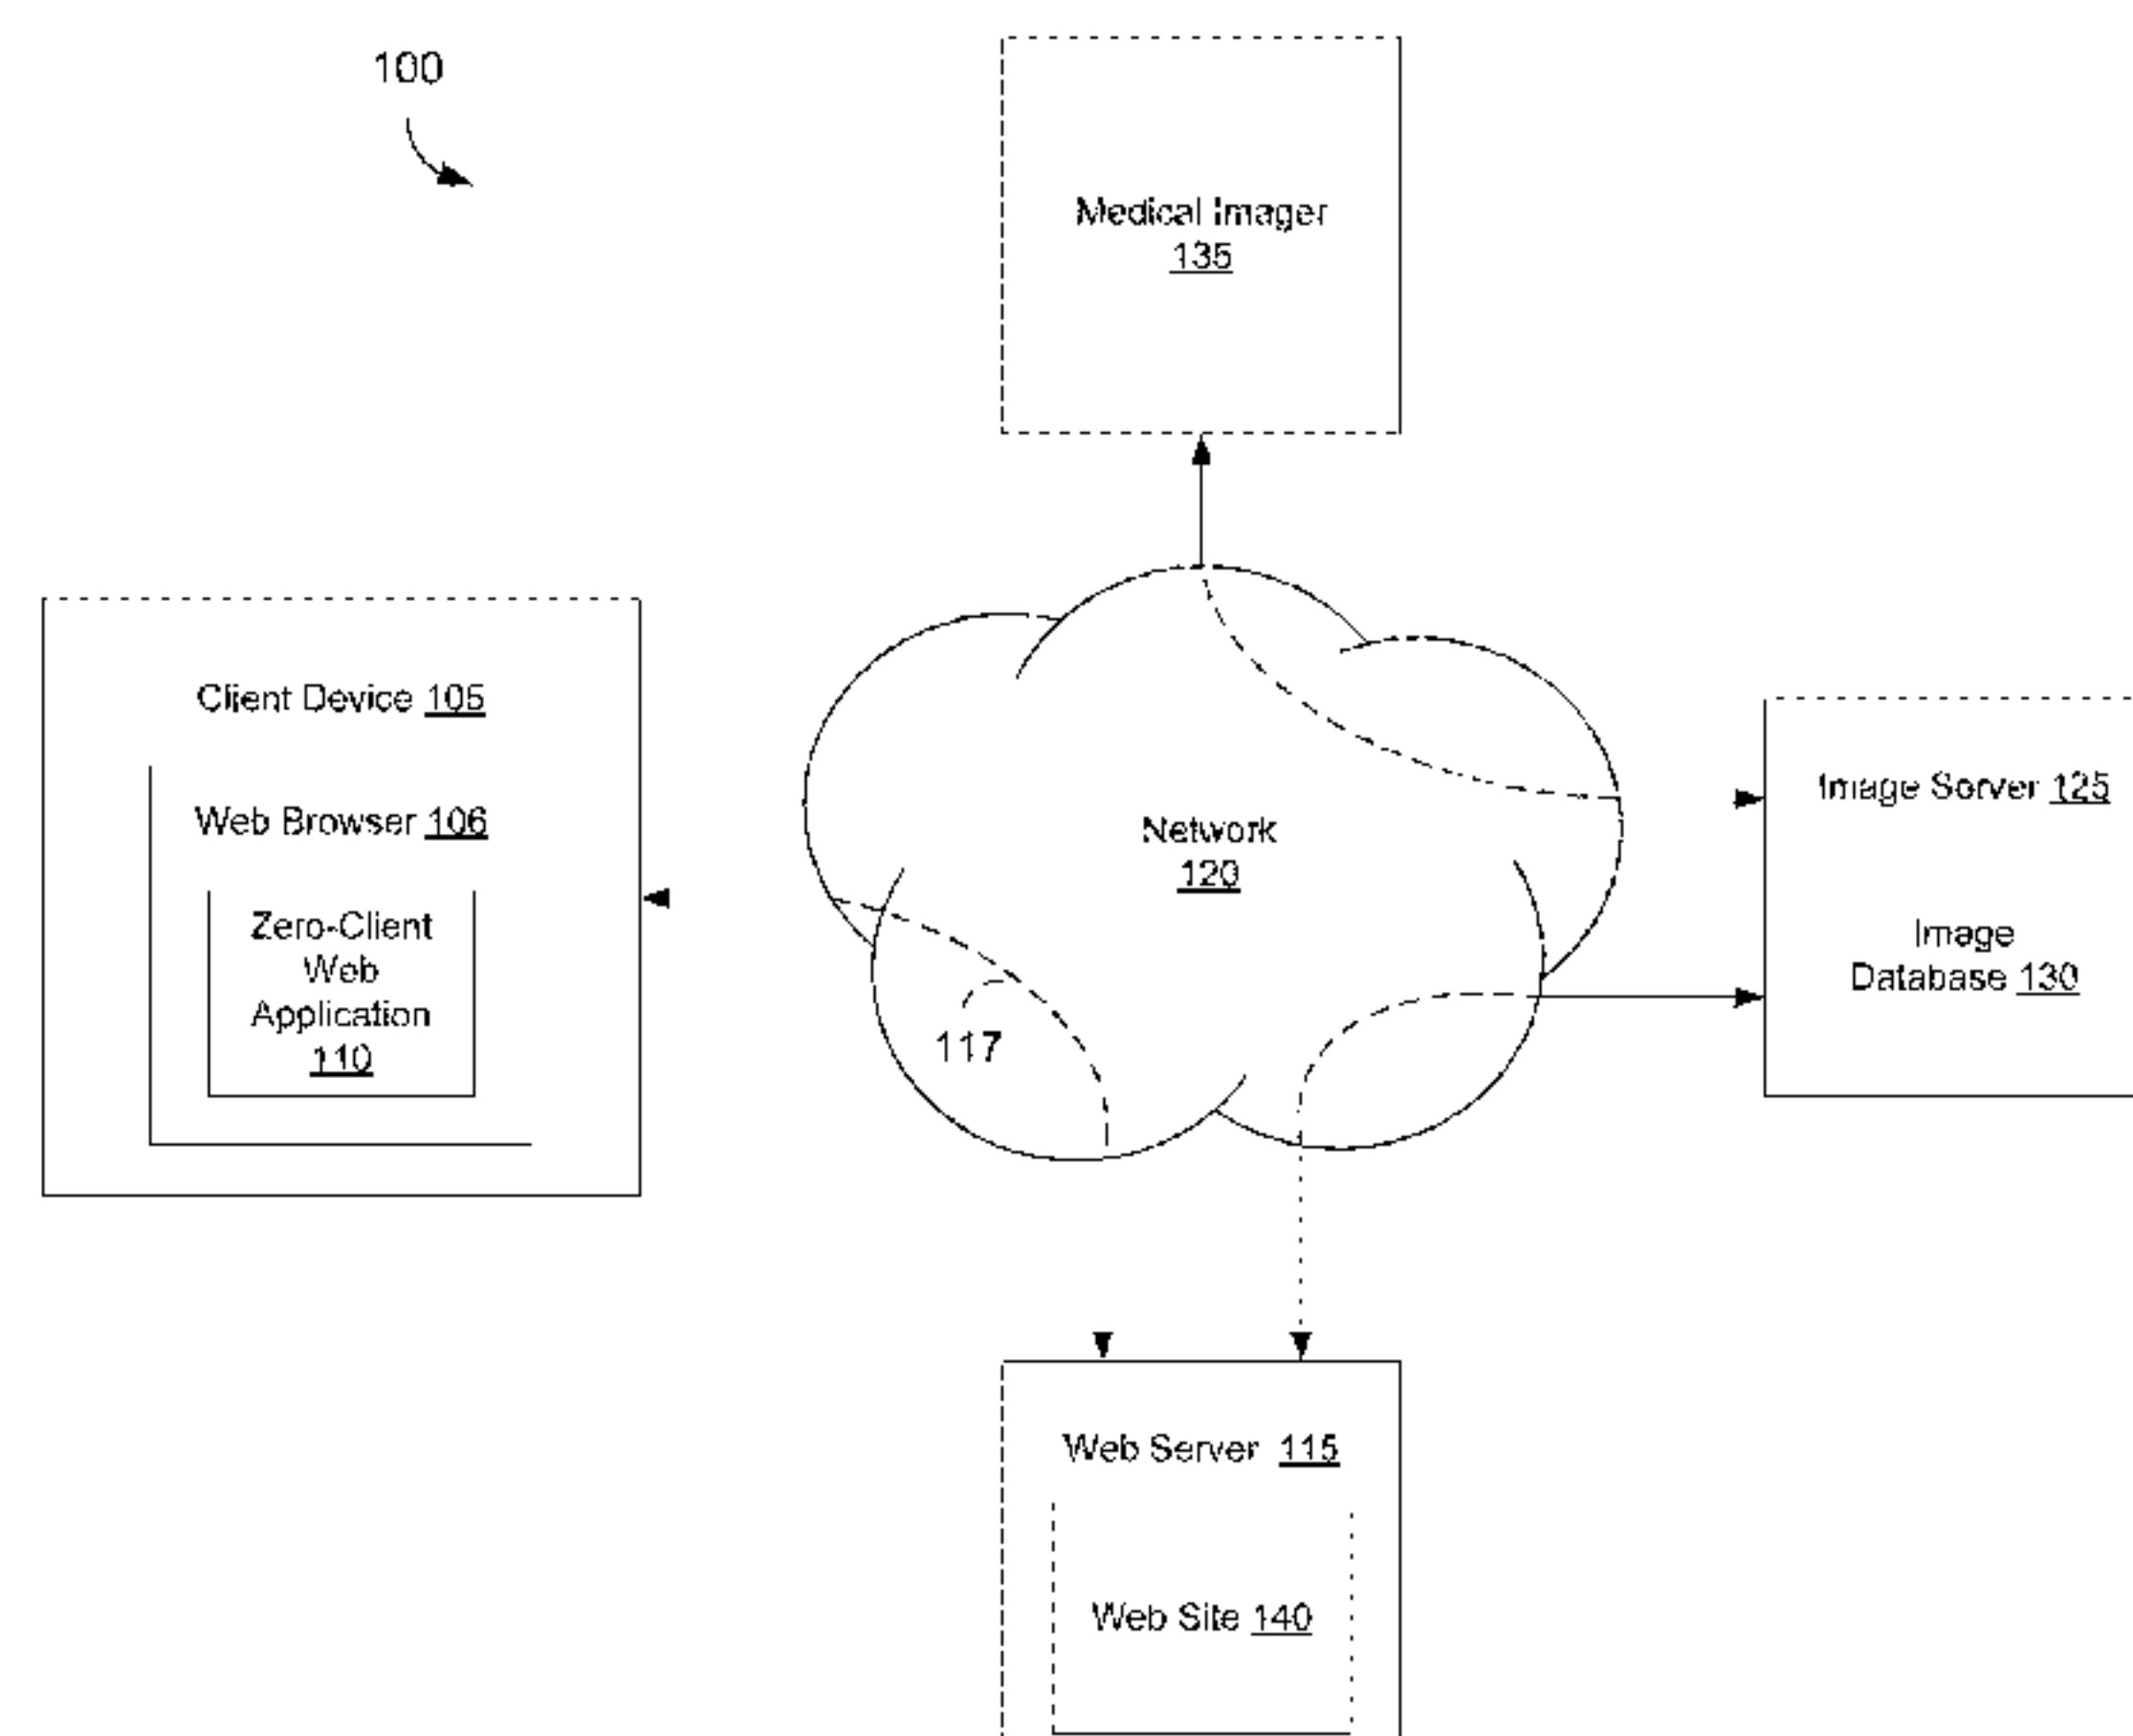 100
Medical Imager
135
Client Device 105
Web Browser 106
Zero-Client
Web
Application
110
Network
120
117
Image Server 125
Image
Database 130
Web Server 115
Web Site 140